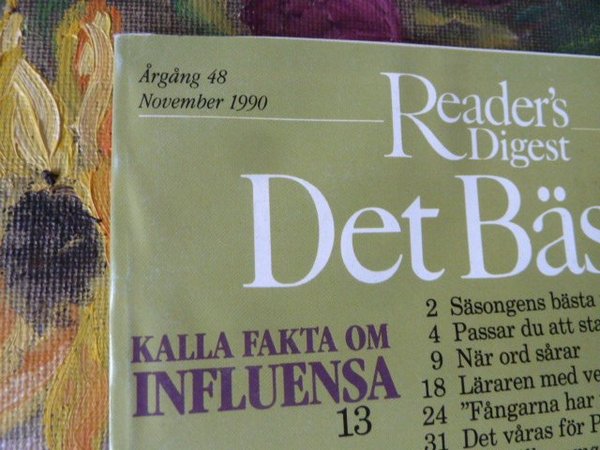 Årgång 48
November 1990
Reader's
Digest
Det Bäs
KALLA FAKTA OM
INFLUENSA
13
2 Säsongens bästa
4 Passar du att sta
9 När ord sårar
18 Läraren med ve
24 "Fångarna har
31 Det våras för P